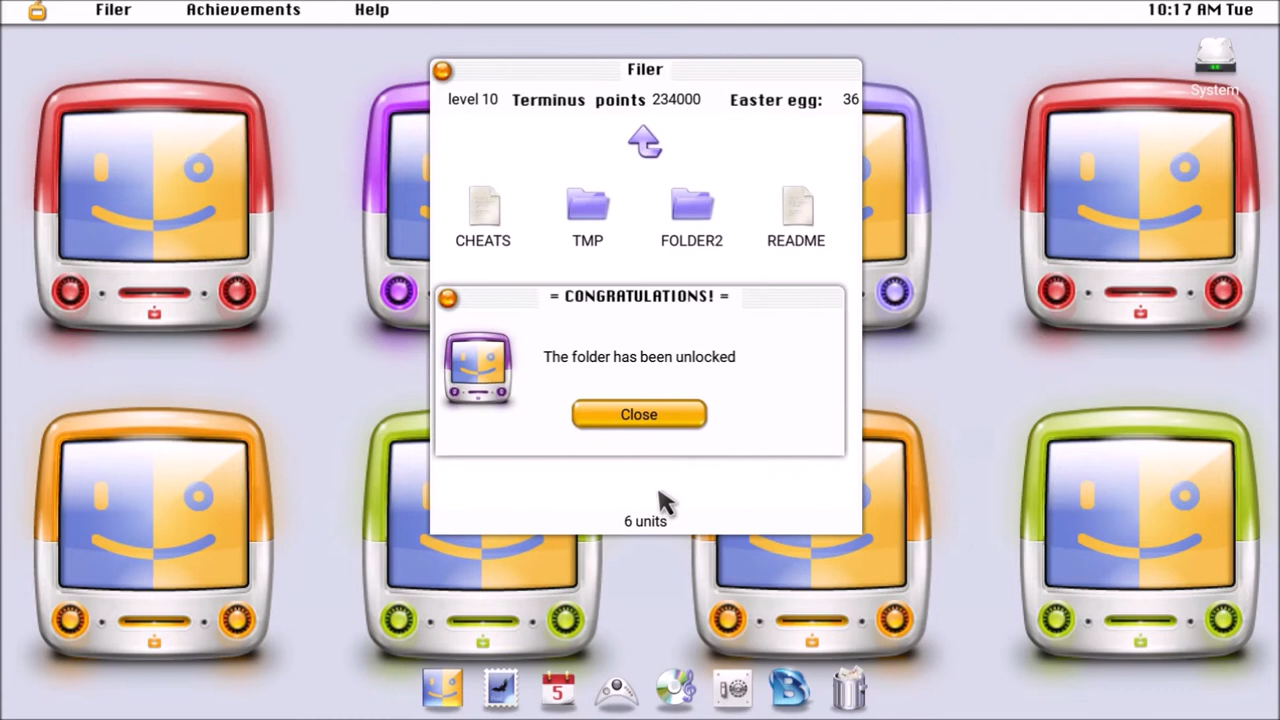 Filer Achievements Help 10:17 AM Tue
Filer
level 10 Terminus points 234000 Easter egg: 36
System
CHEATS TMP FOLDER2 README
= CONGRATULATIONS! =
The folder has been unlocked
Close
6 units
5
B